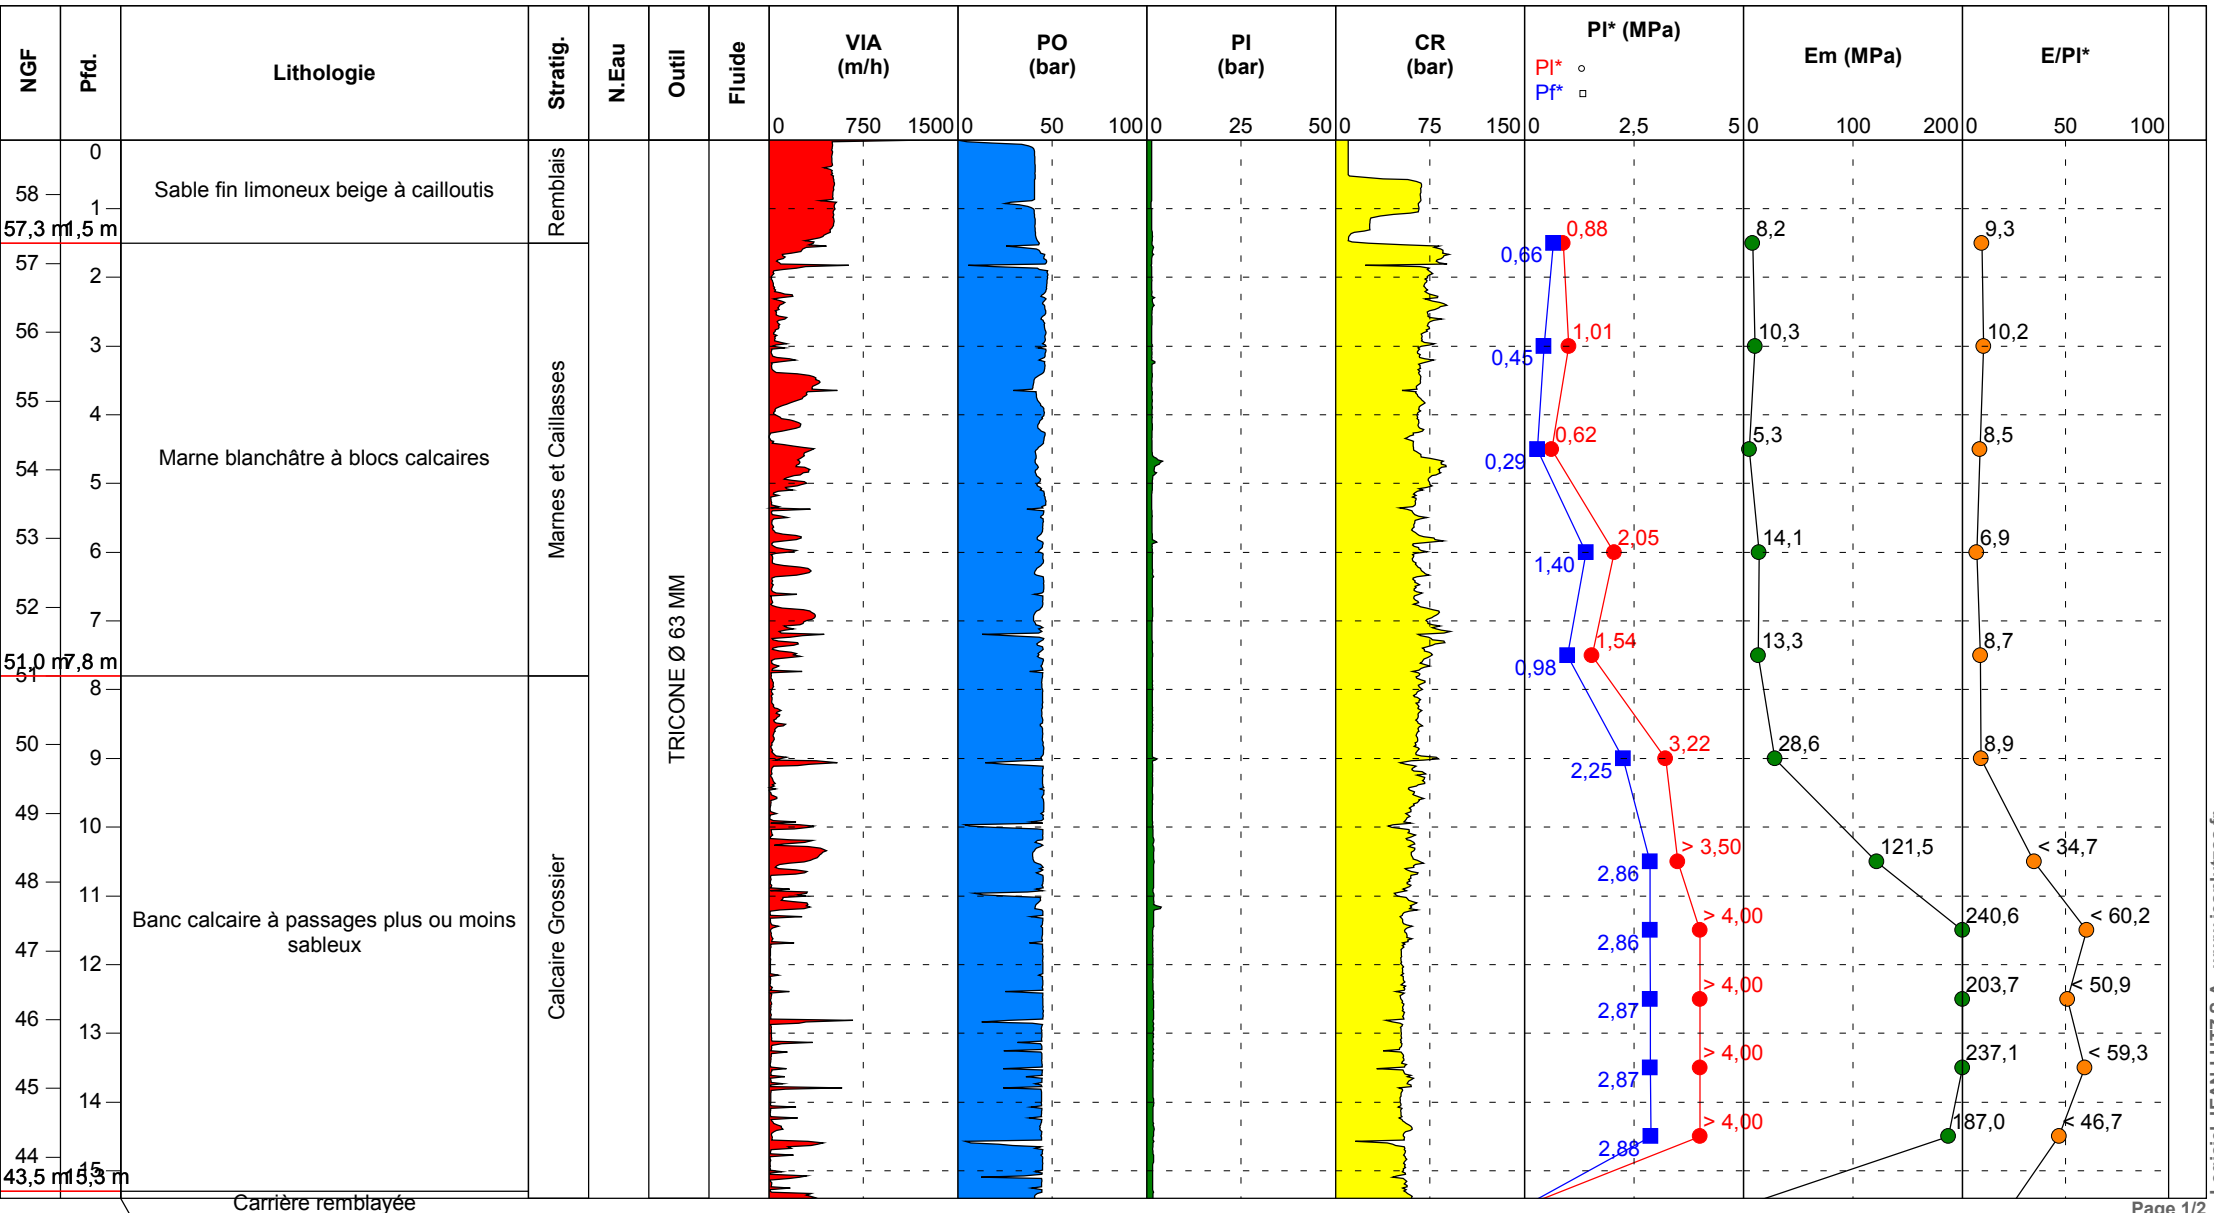 NGF
Pfd.
Lithologie
Stratig.
N.Eau
Outil
Fluide
VIA
(m/h)
PO
(bar)
PI
(bar)
CR
(bar)
Pl* (MPa)
Pl*
Pf*
Em (MPa)
E/Pl*
0 750 1500
0 50 100
0 25 50
0 75 150
0 2,5 5
0 100 200
0 50 100
0
Sable fin limoneux beige à cailloutis
Remblais
58
1
57,3 m 1,5 m
0,88
0,66
8,2
9,3
57
2
56
3
1,01
0,45
10,3
10,2
55
4
Marne blanchâtre à blocs calcaires
Marnes et Caillasses
0,62
0,29
5,3
8,5
54
5
53
6
2,05
1,40
14,1
6,9
52
7
TRICONE Ø 63 MM
1,54
0,98
13,3
8,7
51,0 m 7,8 m
51
8
50
9
3,22
2,25
28,6
8,9
49
10
> 3,50
2,86
121,5
< 34,7
48
11
Banc calcaire à passages plus ou moins
sableux
Calcaire Grossier
> 4,00
2,86
240,6
< 60,2
47
12
> 4,00
2,87
203,7
< 50,9
46
13
> 4,00
2,87
237,1
< 59,3
45
14
> 4,00
2,88
187,0
< 46,7
44
15
43,5 m 15,3 m
Carrière remblayée
Page 1/2